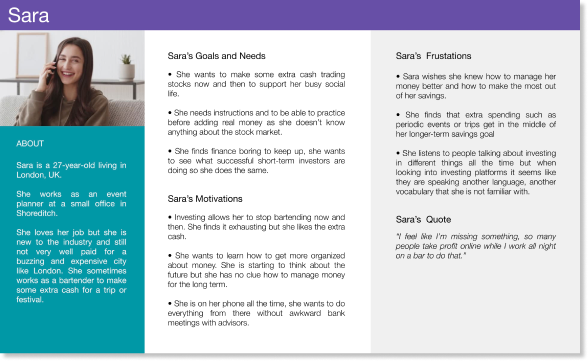 Sara
ABOUT
Sara is a 27-year-old living in
London, UK.
She works as an event
planner at a small office in
Shoreditch.
She loves her job but she is
new to the industry and still
not very well paid for a
buzzing and expensive city
like London. She sometimes
works as a bartender to make
some extra cash for a trip or
festival.
Sara's Goals and Needs
• She wants to make some extra cash trading
stocks now and then to support her busy social
life.
• She needs instructions and to be able to practice
before adding real money as she doesn't know
anything about the stock market.
• She finds finance boring to keep up, she wants
to see what successful short-term investors are
doing so she does the same.
Sara's Motivations
• Investing allows her to stop bartending now and
then. She finds it exhausting but she likes the extra
cash.
• She wants to learn how to get more organized
about money. She is starting to think about the
future but she has no clue how to manage money
for the long term.
• She is on her phone all the time, she wants to do
everything from there without awkward bank
meetings with advisors.
Sara's Frustations
• Sara wishes she knew how to manage her
money better and how to make the most out
of her savings.
• She finds that extra spending such as
periodic events or trips get in the middle of
her longer-term savings goal
• She listens to people talking about investing
in different things all the time but when
looking into investing platforms it seems like
they are speaking another language, another
vocabulary that she is not familiar with.
Sara's Quote
"I feel like I'm missing something, so many
people take profit online while I work all night
on a bar to do that."